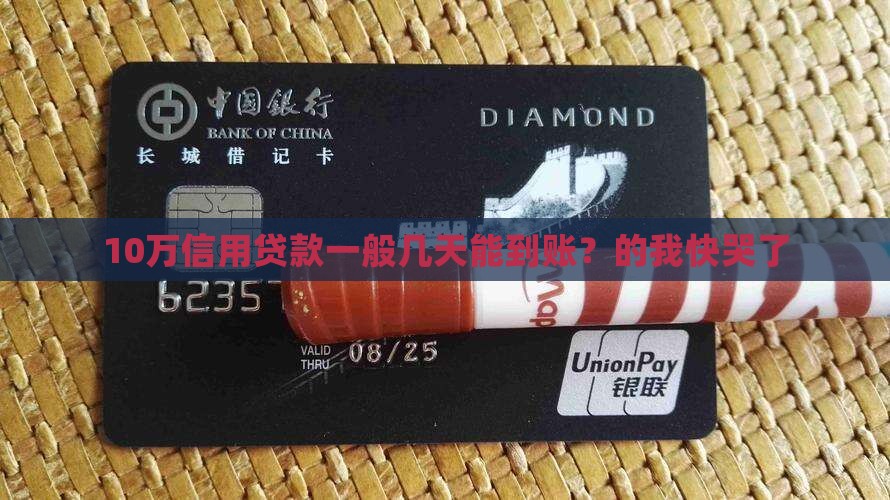 中国银行
BANK OF CHINA
长城借记卡
DIAMOND
10万信用贷款一般几天能到账？的我快哭了
6235
VALID
THRU
08/25
UnionPay
银联